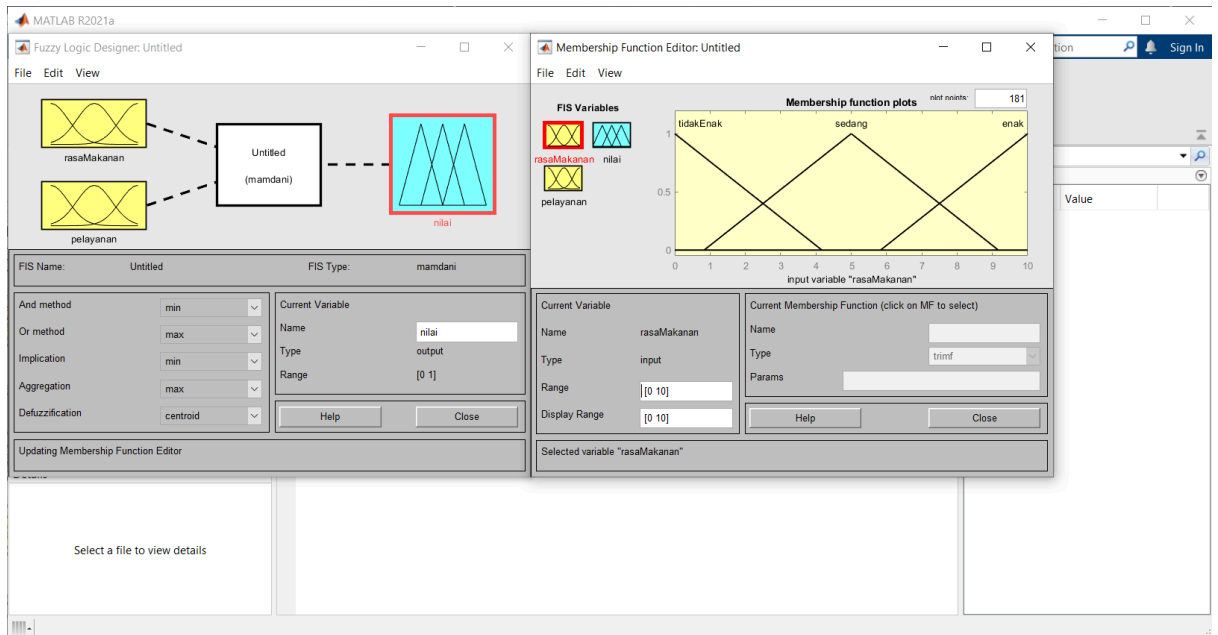 MATLAB R2021a
Fuzzy Logic Designer: Untitled
File Edit View
rasaMakanan
Untitled
(mamdani)
pelayanan
nilai
FIS Name: Untitled FIS Type: mamdani
And method min
Or method max
Implication min
Aggregation max
Defuzzification centroid
Current Variable
Name nilai
Type output
Range [0 1]
Help Close
Updating Membership Function Editor
Membership Function Editor: Untitled
File Edit View
FIS Variables
rasaMakanan nilai
pelayanan
Membership function plots plot points: 181
tidakEnak sedang enak
1
0.5
0
0 1 2 3 4 5 6 7 8 9 10
input variable "rasaMakanan"
Current Variable
Name rasaMakanan
Type input
Range [0 10]
Display Range [0 10]
Current Membership Function (click on MF to select)
Name
Type trimf
Params
Help Close
Selected variable "rasaMakanan"
Sign In
Value
Select a file to view details